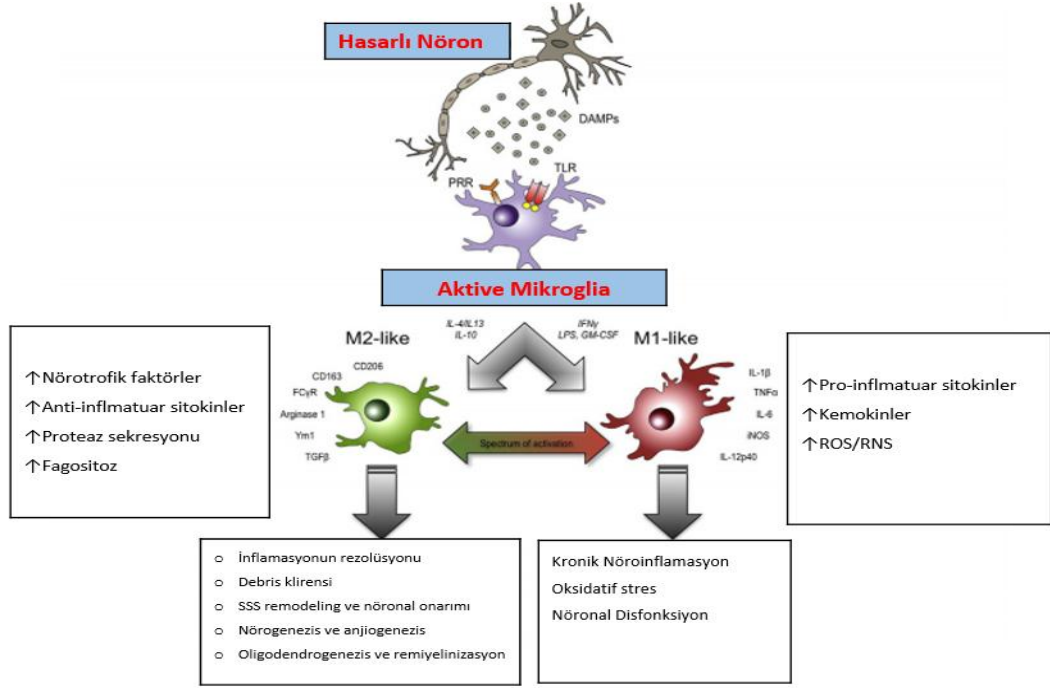 Hasarlı Nöron
DAMPs
TLR
PRR
Aktive Mikroglia
IL-4/IL13
IL-10
IFNγ
LPS, GM-CSF
M2-like
M1-like
↑Nörotrofik faktörler
↑Anti-inflmatuar sitokinler
↑Proteaz sekresyonu
↑Fagositoz
CD206
CD163
FCγR
Arginase 1
Ym1
TGFβ
Spectrum of activation
IL-1β
TNFα
IL-6
iNOS
IL-12p40
↑Pro-inflmatuar sitokinler
↑Kemokinler
↑ROS/RNS
o İnflamasyonun rezolüsyonu
o Debris klirensi
o SSS remodeling ve nöronal onarımı
o Nörogenezis ve anjiogenezis
o Oligodendrogenezis ve remiyelinizasyon
Kronik Nöroinflamasyon
Oksidatif stres
Nöronal Disfonksiyon